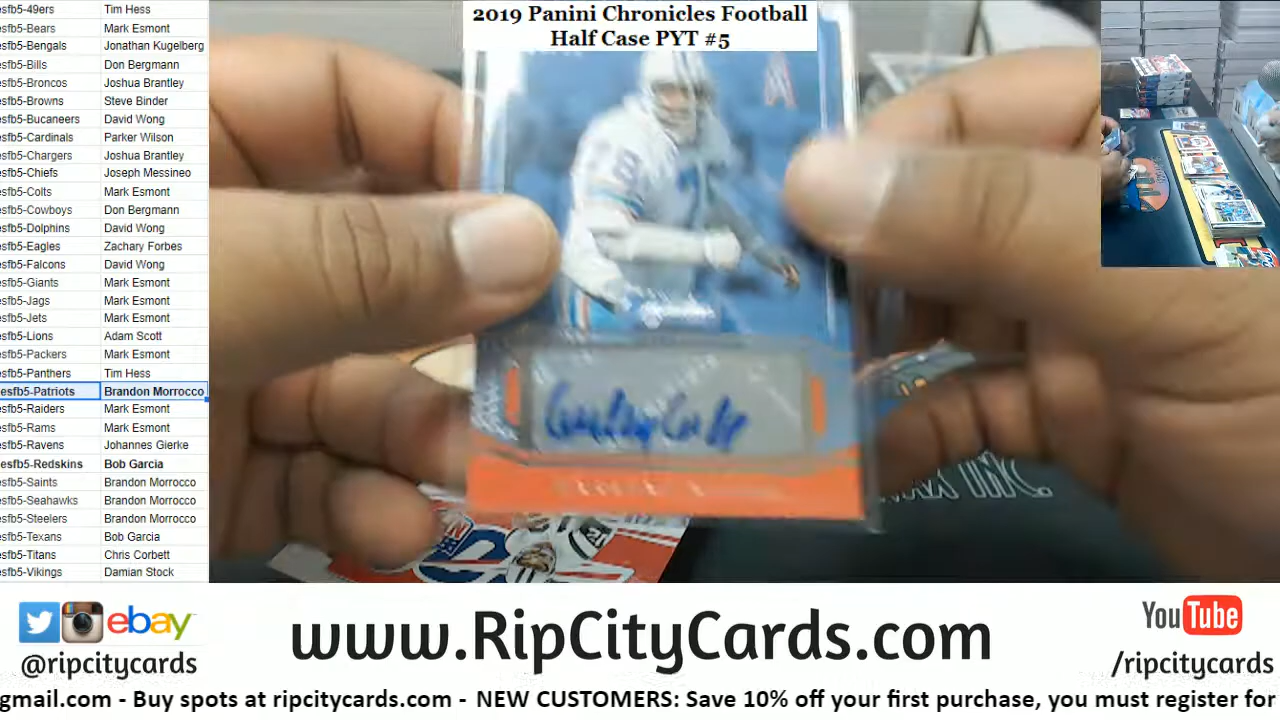 2019 Panini Chronicles Football
Half Case PYT #5
esfb5-49ers Tim Hess
esfb5-Bears Mark Esmont
esfb5-Bengals Jonathan Kugelberg
esfb5-Bills Don Bergmann
esfb5-Broncos Joshua Brantley
esfb5-Browns Steve Binder
esfb5-Bucaneers David Wong
esfb5-Cardinals Parker Wilson
esfb5-Chargers Joshua Brantley
esfb5-Chiefs Joseph Messineo
esfb5-Colts Mark Esmont
esfb5-Cowboys Don Bergmann
esfb5-Dolphins David Wong
esfb5-Eagles Zachary Forbes
esfb5-Falcons David Wong
esfb5-Giants Mark Esmont
esfb5-Jags Mark Esmont
esfb5-Jets Mark Esmont
esfb5-Lions Adam Scott
esfb5-Packers Mark Esmont
esfb5-Panthers Tim Hess
esfb5-Patriots Brandon Morrocco
esfb5-Raiders Mark Esmont
esfb5-Rams Mark Esmont
esfb5-Ravens Johannes Gierke
esfb5-Redskins Bob Garcia
esfb5-Saints Brandon Morrocco
esfb5-Seahawks Brandon Morrocco
esfb5-Steelers Brandon Morrocco
esfb5-Texans Bob Garcia
esfb5-Titans Chris Corbett
esfb5-Vikings Damian Stock
INC.
ebay
@ripcitycards
www.RipCityCards.com
YouTube
/ripcitycards
gmail.com - Buy spots at ripcitycards.com - NEW CUSTOMERS: Save 10% off your first purchase, you must register for